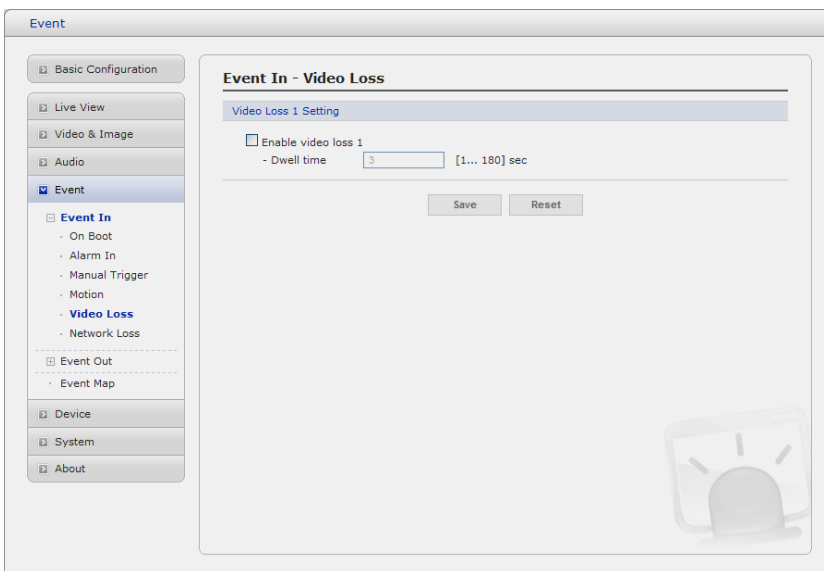 Event
Basic Configuration
Live View
Video & Image
Audio
Event
Event In
· On Boot
· Alarm In
· Manual Trigger
· Motion
· Video Loss
· Network Loss
Event Out
· Event Map
Device
System
About
Event In - Video Loss
Video Loss 1 Setting
Enable video loss 1
- Dwell time 3 [1... 180] sec
Save Reset